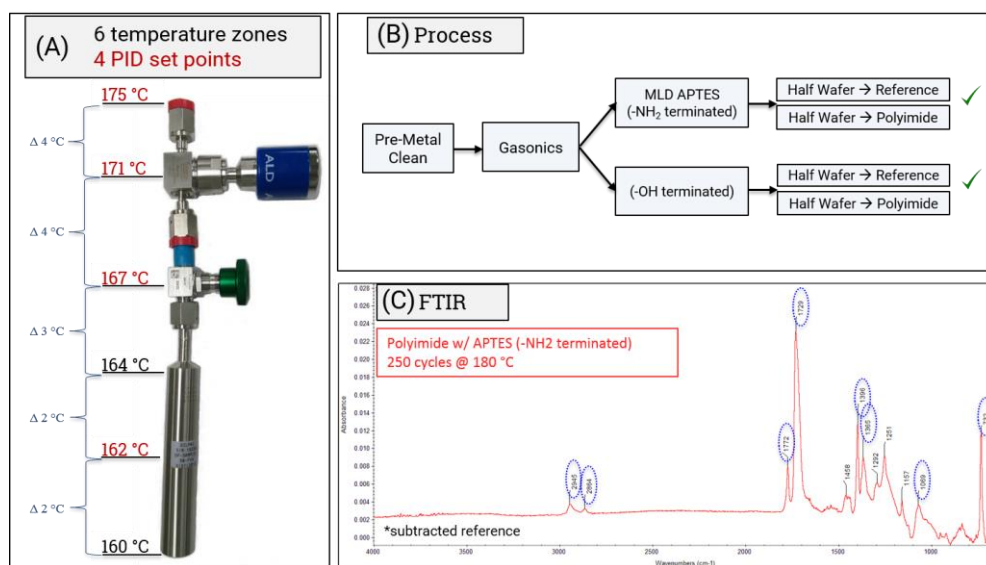 (A)
6 temperature zones
4 PID set points
175 °C
Δ 4 °C
171 °C
ALD
Δ 4 °C
167 °C
Δ 3 °C
164 °C
Δ 2 °C
162 °C
Δ 2 °C
160 °C
(B) Process
Pre-Metal
Clean
Gasonics
MLD APTES
(-NH₂ terminated)
(-OH terminated)
Half Wafer → Reference
Half Wafer → Polyimide
Half Wafer → Reference
Half Wafer → Polyimide
(C) FTIR
Polyimide w/ APTES (-NH2 terminated)
250 cycles @ 180 °C
*subtracted reference
Absorbance
0.028
0.026
0.024
0.022
0.020
0.018
0.016
0.014
0.012
0.010
0.008
0.006
0.004
0.002
0.000
2945
2864
1772
1729
1458
1396
1365
1292
1251
1157
1069
4000
3000
2000
1000
Wavenumbers (cm-1)